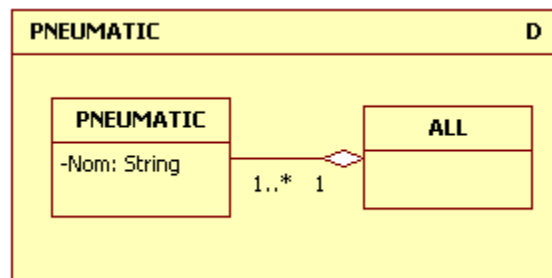 PNEUMATIC D
PNEUMATIC
-Nom: String
ALL
1..* 1